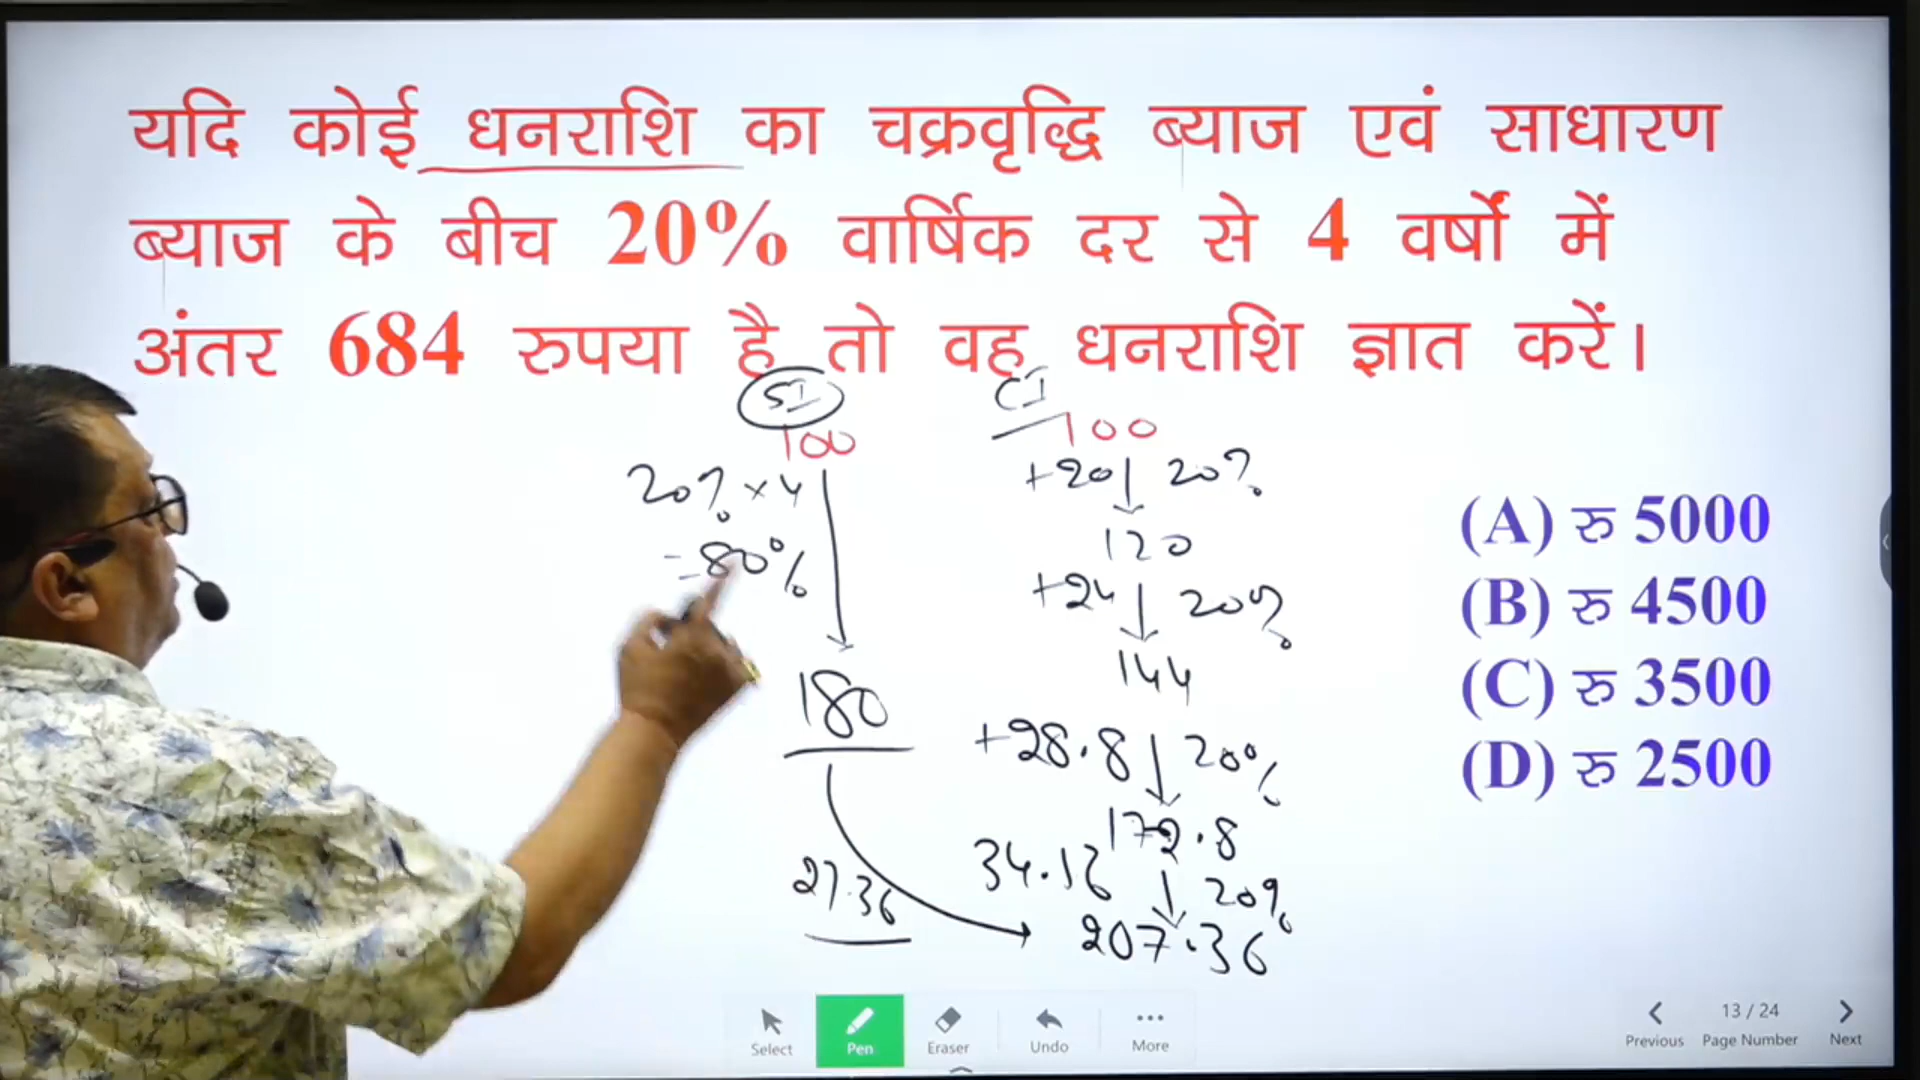 यदि कोई धनराशि का चक्रवृद्धि ब्याज एवं साधारण
ब्याज के बीच 20% वार्षिक दर से 4 वर्षों में
अंतर 684 रुपया है तो वह धनराशि ज्ञात करें।
SI
100
20% × 4
= 80%
180
27.36
CI
100
+20 20%
120
+24 20%
144
+28.8 20%
172.8
34.16 20%
207.36
(A) रु 5000
(B) रु 4500
(C) रु 3500
(D) रु 2500
Select
Pen
Eraser
Undo
More
Previous
13 / 24
Page Number
Next